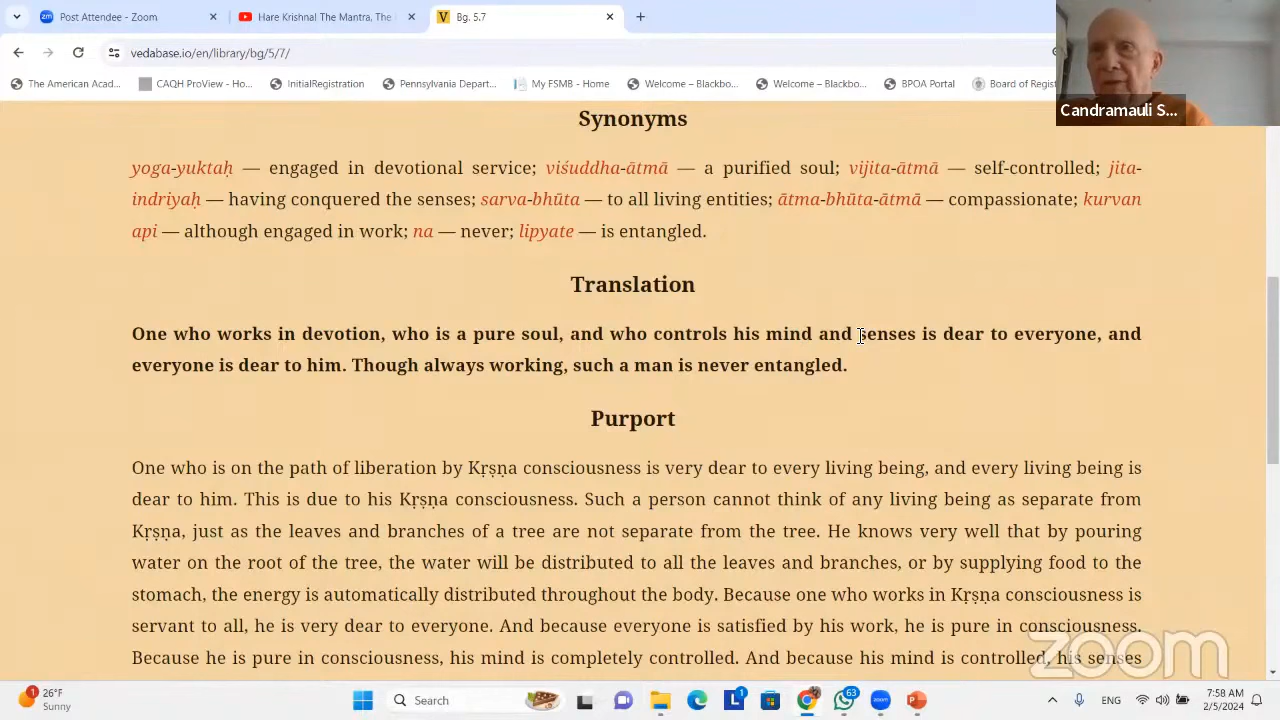 Post Attendee - Zoom
Hare Krishna! The Mantra, The
Bg. 5.7
vedabase.io/en/library/bg/5/7/
The American Acad...
CAQH ProView - Ho...
InitialRegistration
Pennsylvania Depart...
My FSMB - Home
Welcome – Blackbo...
Welcome – Blackbo...
BPOA Portal
Board of Regis
Candramauli S...
Synonyms
yoga-yuktaḥ — engaged in devotional service; viśuddha-ātmā — a purified soul; vijita-ātmā — self-controlled; jita-
indriyaḥ — having conquered the senses; sarva-bhūta — to all living entities; ātma-bhūta-ātmā — compassionate; kurvan
api — although engaged in work; na — never; lipyate — is entangled.
Translation
One who works in devotion, who is a pure soul, and who controls his mind and senses is dear to everyone, and
everyone is dear to him. Though always working, such a man is never entangled.
Purport
One who is on the path of liberation by Kṛṣṇa consciousness is very dear to every living being, and every living being is
dear to him. This is due to his Kṛṣṇa consciousness. Such a person cannot think of any living being as separate from
Kṛṣṇa, just as the leaves and branches of a tree are not separate from the tree. He knows very well that by pouring
water on the root of the tree, the water will be distributed to all the leaves and branches, or by supplying food to the
stomach, the energy is automatically distributed throughout the body. Because one who works in Kṛṣṇa consciousness is
servant to all, he is very dear to everyone. And because everyone is satisfied by his work, he is pure in consciousness.
Because he is pure in consciousness, his mind is completely controlled. And because his mind is controlled, his senses
zoom
1
26°F
Sunny
Search
1
63
zoom
ENG
7:58 AM
2/5/2024